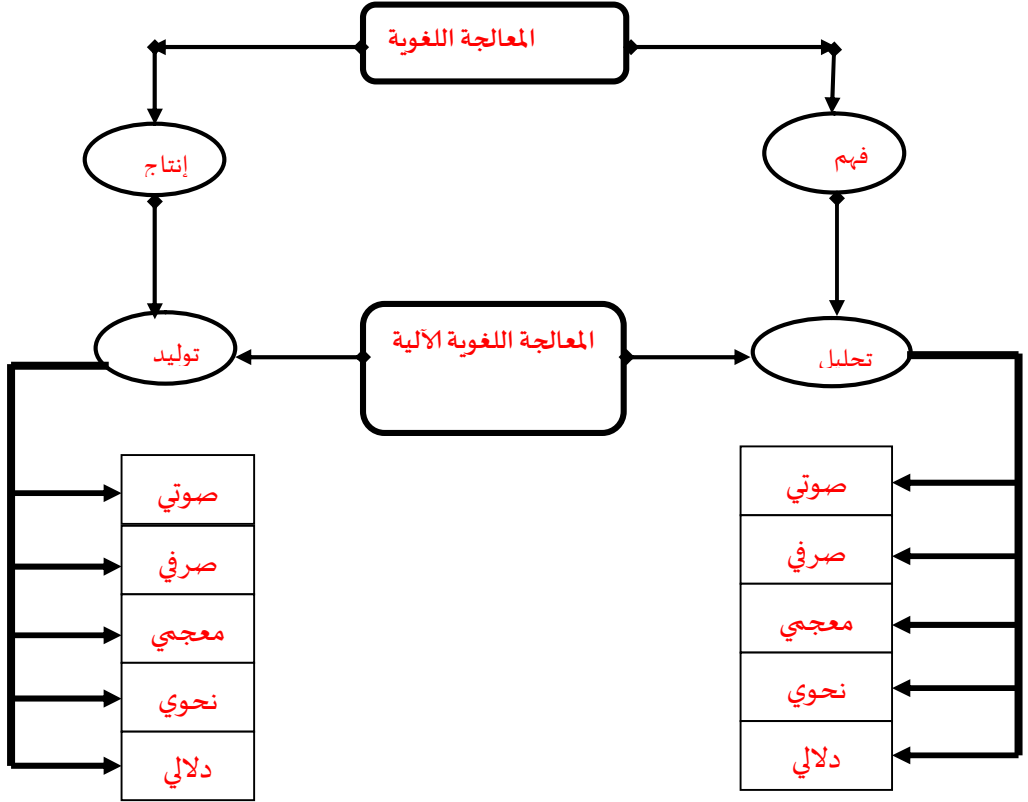 المعالجة اللغوية
فهم
إنتاج
المعالجة اللغوية الآلية
تحليل
توليد
صوتي
صرفي
معجمي
نحوي
دلالي
صوتي
صرفي
معجمي
نحوي
دلالي